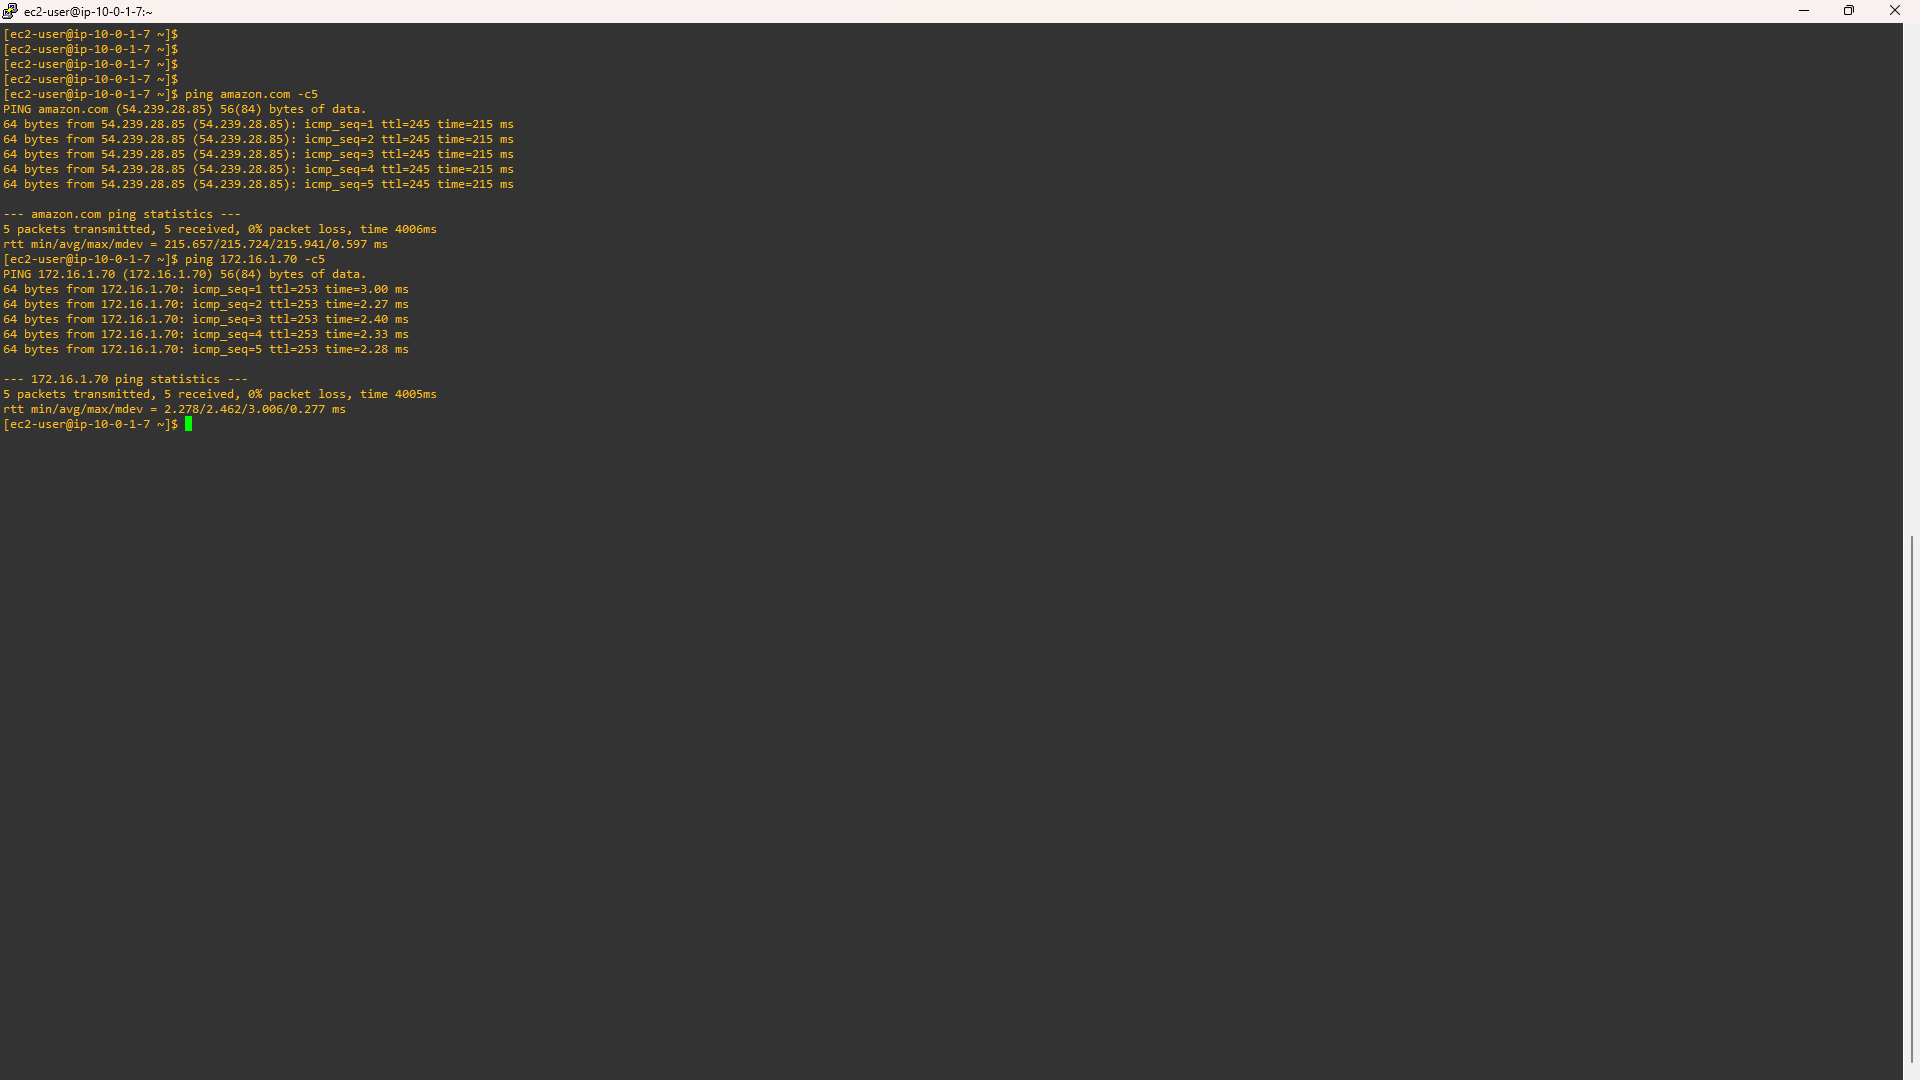 ec2-user@ip-10-0-1-7:~
[ec2-user@ip-10-0-1-7 ~]$
[ec2-user@ip-10-0-1-7 ~]$
[ec2-user@ip-10-0-1-7 ~]$
[ec2-user@ip-10-0-1-7 ~]$
[ec2-user@ip-10-0-1-7 ~]$ ping amazon.com -c5
PING amazon.com (54.239.28.85) 56(84) bytes of data.
64 bytes from 54.239.28.85 (54.239.28.85): icmp_seq=1 ttl=245 time=215 ms
64 bytes from 54.239.28.85 (54.239.28.85): icmp_seq=2 ttl=245 time=215 ms
64 bytes from 54.239.28.85 (54.239.28.85): icmp_seq=3 ttl=245 time=215 ms
64 bytes from 54.239.28.85 (54.239.28.85): icmp_seq=4 ttl=245 time=215 ms
64 bytes from 54.239.28.85 (54.239.28.85): icmp_seq=5 ttl=245 time=215 ms
--- amazon.com ping statistics ---
5 packets transmitted, 5 received, 0% packet loss, time 4006ms
rtt min/avg/max/mdev = 215.657/215.724/215.941/0.597 ms
[ec2-user@ip-10-0-1-7 ~]$ ping 172.16.1.70 -c5
PING 172.16.1.70 (172.16.1.70) 56(84) bytes of data.
64 bytes from 172.16.1.70: icmp_seq=1 ttl=253 time=3.00 ms
64 bytes from 172.16.1.70: icmp_seq=2 ttl=253 time=2.27 ms
64 bytes from 172.16.1.70: icmp_seq=3 ttl=253 time=2.40 ms
64 bytes from 172.16.1.70: icmp_seq=4 ttl=253 time=2.33 ms
64 bytes from 172.16.1.70: icmp_seq=5 ttl=253 time=2.28 ms
--- 172.16.1.70 ping statistics ---
5 packets transmitted, 5 received, 0% packet loss, time 4005ms
rtt min/avg/max/mdev = 2.278/2.462/3.006/0.277 ms
[ec2-user@ip-10-0-1-7 ~]$